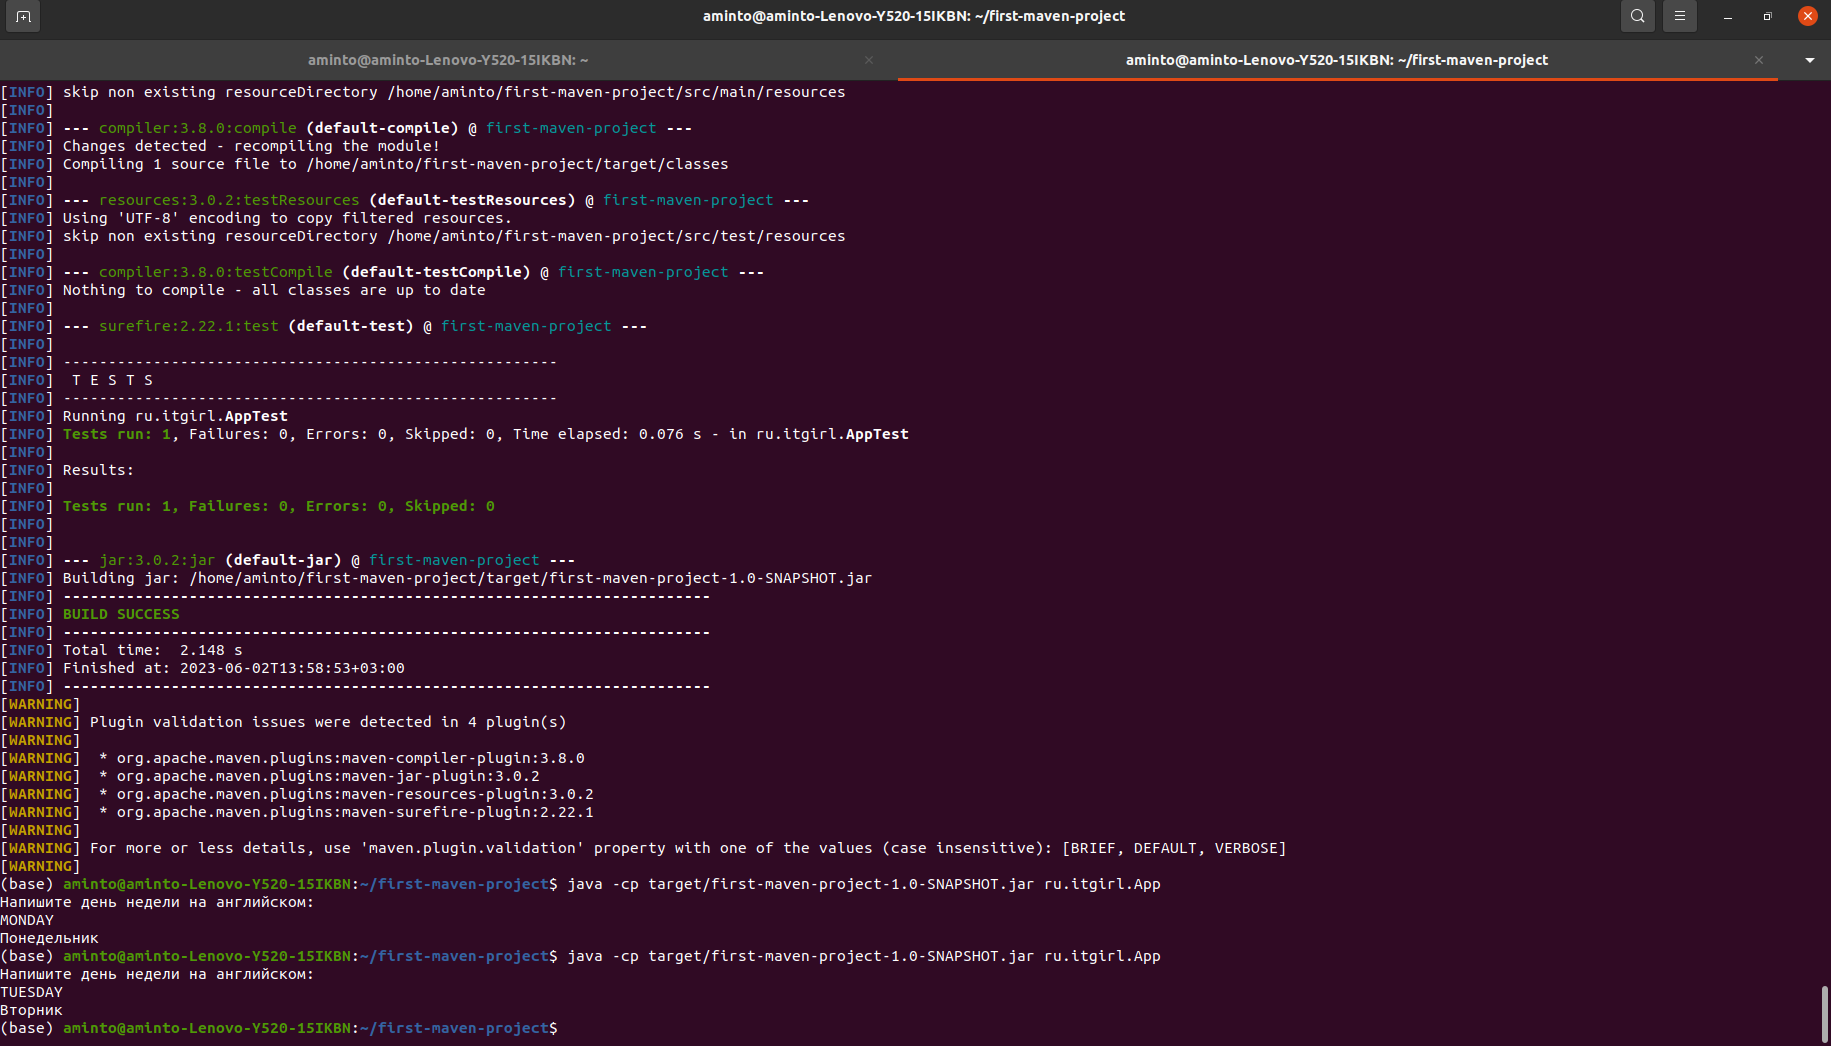 aminto@aminto-Lenovo-Y520-15IKBN: ~/first-maven-project
aminto@aminto-Lenovo-Y520-15IKBN: ~
aminto@aminto-Lenovo-Y520-15IKBN: ~/first-maven-project
[INFO] skip non existing resourceDirectory /home/aminto/first-maven-project/src/main/resources
[INFO]
[INFO] --- compiler:3.8.0:compile (default-compile) @ first-maven-project ---
[INFO] Changes detected - recompiling the module!
[INFO] Compiling 1 source file to /home/aminto/first-maven-project/target/classes
[INFO]
[INFO] --- resources:3.0.2:testResources (default-testResources) @ first-maven-project ---
[INFO] Using 'UTF-8' encoding to copy filtered resources.
[INFO] skip non existing resourceDirectory /home/aminto/first-maven-project/src/test/resources
[INFO]
[INFO] --- compiler:3.8.0:testCompile (default-testCompile) @ first-maven-project ---
[INFO] Nothing to compile - all classes are up to date
[INFO]
[INFO] --- surefire:2.22.1:test (default-test) @ first-maven-project ---
[INFO]
[INFO] -------------------------------------------------------
[INFO]  T E S T S
[INFO] -------------------------------------------------------
[INFO] Running ru.itgirl.AppTest
[INFO] Tests run: 1, Failures: 0, Errors: 0, Skipped: 0, Time elapsed: 0.076 s - in ru.itgirl.AppTest
[INFO]
[INFO] Results:
[INFO]
[INFO] Tests run: 1, Failures: 0, Errors: 0, Skipped: 0
[INFO]
[INFO]
[INFO] --- jar:3.0.2:jar (default-jar) @ first-maven-project ---
[INFO] Building jar: /home/aminto/first-maven-project/target/first-maven-project-1.0-SNAPSHOT.jar
[INFO] ------------------------------------------------------------------------
[INFO] BUILD SUCCESS
[INFO] ------------------------------------------------------------------------
[INFO] Total time:  2.148 s
[INFO] Finished at: 2023-06-02T13:58:53+03:00
[INFO] ------------------------------------------------------------------------
[WARNING]
[WARNING] Plugin validation issues were detected in 4 plugin(s)
[WARNING]
[WARNING]  * org.apache.maven.plugins:maven-compiler-plugin:3.8.0
[WARNING]  * org.apache.maven.plugins:maven-jar-plugin:3.0.2
[WARNING]  * org.apache.maven.plugins:maven-resources-plugin:3.0.2
[WARNING]  * org.apache.maven.plugins:maven-surefire-plugin:2.22.1
[WARNING]
[WARNING] For more or less details, use 'maven.plugin.validation' property with one of the values (case insensitive): [BRIEF, DEFAULT, VERBOSE]
[WARNING]
(base) aminto@aminto-Lenovo-Y520-15IKBN:~/first-maven-project$ java -cp target/first-maven-project-1.0-SNAPSHOT.jar ru.itgirl.App
Напишите день недели на английском:
MONDAY
Понедельник
(base) aminto@aminto-Lenovo-Y520-15IKBN:~/first-maven-project$ java -cp target/first-maven-project-1.0-SNAPSHOT.jar ru.itgirl.App
Напишите день недели на английском:
TUESDAY
Вторник
(base) aminto@aminto-Lenovo-Y520-15IKBN:~/first-maven-project$